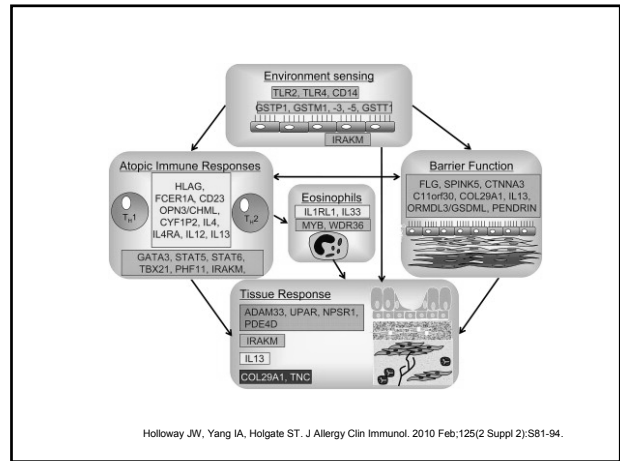 Environment sensing
TLR2, TLR4, CD14
GSTP1, GSTM1, -3, -5, GSTT1
IRAKM
Atopic Immune Responses
HLAG,
FCER1A, CD23
OPN3/CHML,
CYF1P2, IL4,
IL4RA, IL12, IL13
TH1
TH2
GATA3, STAT5, STAT6,
TBX21, PHF11, IRAKM,
Eosinophils
IL1RL1, IL33
MYB, WDR36
Barrier Function
FLG, SPINK5, CTNNA3
C11orf30, COL29A1, IL13,
ORMDL3/GSDML, PENDRIN
Tissue Response
ADAM33, UPAR, NPSR1,
PDE4D
IRAKM
IL13
COL29A1, TNC
Holloway JW, Yang IA, Holgate ST. J Allergy Clin Immunol. 2010 Feb;125(2 Suppl 2):S81-94.